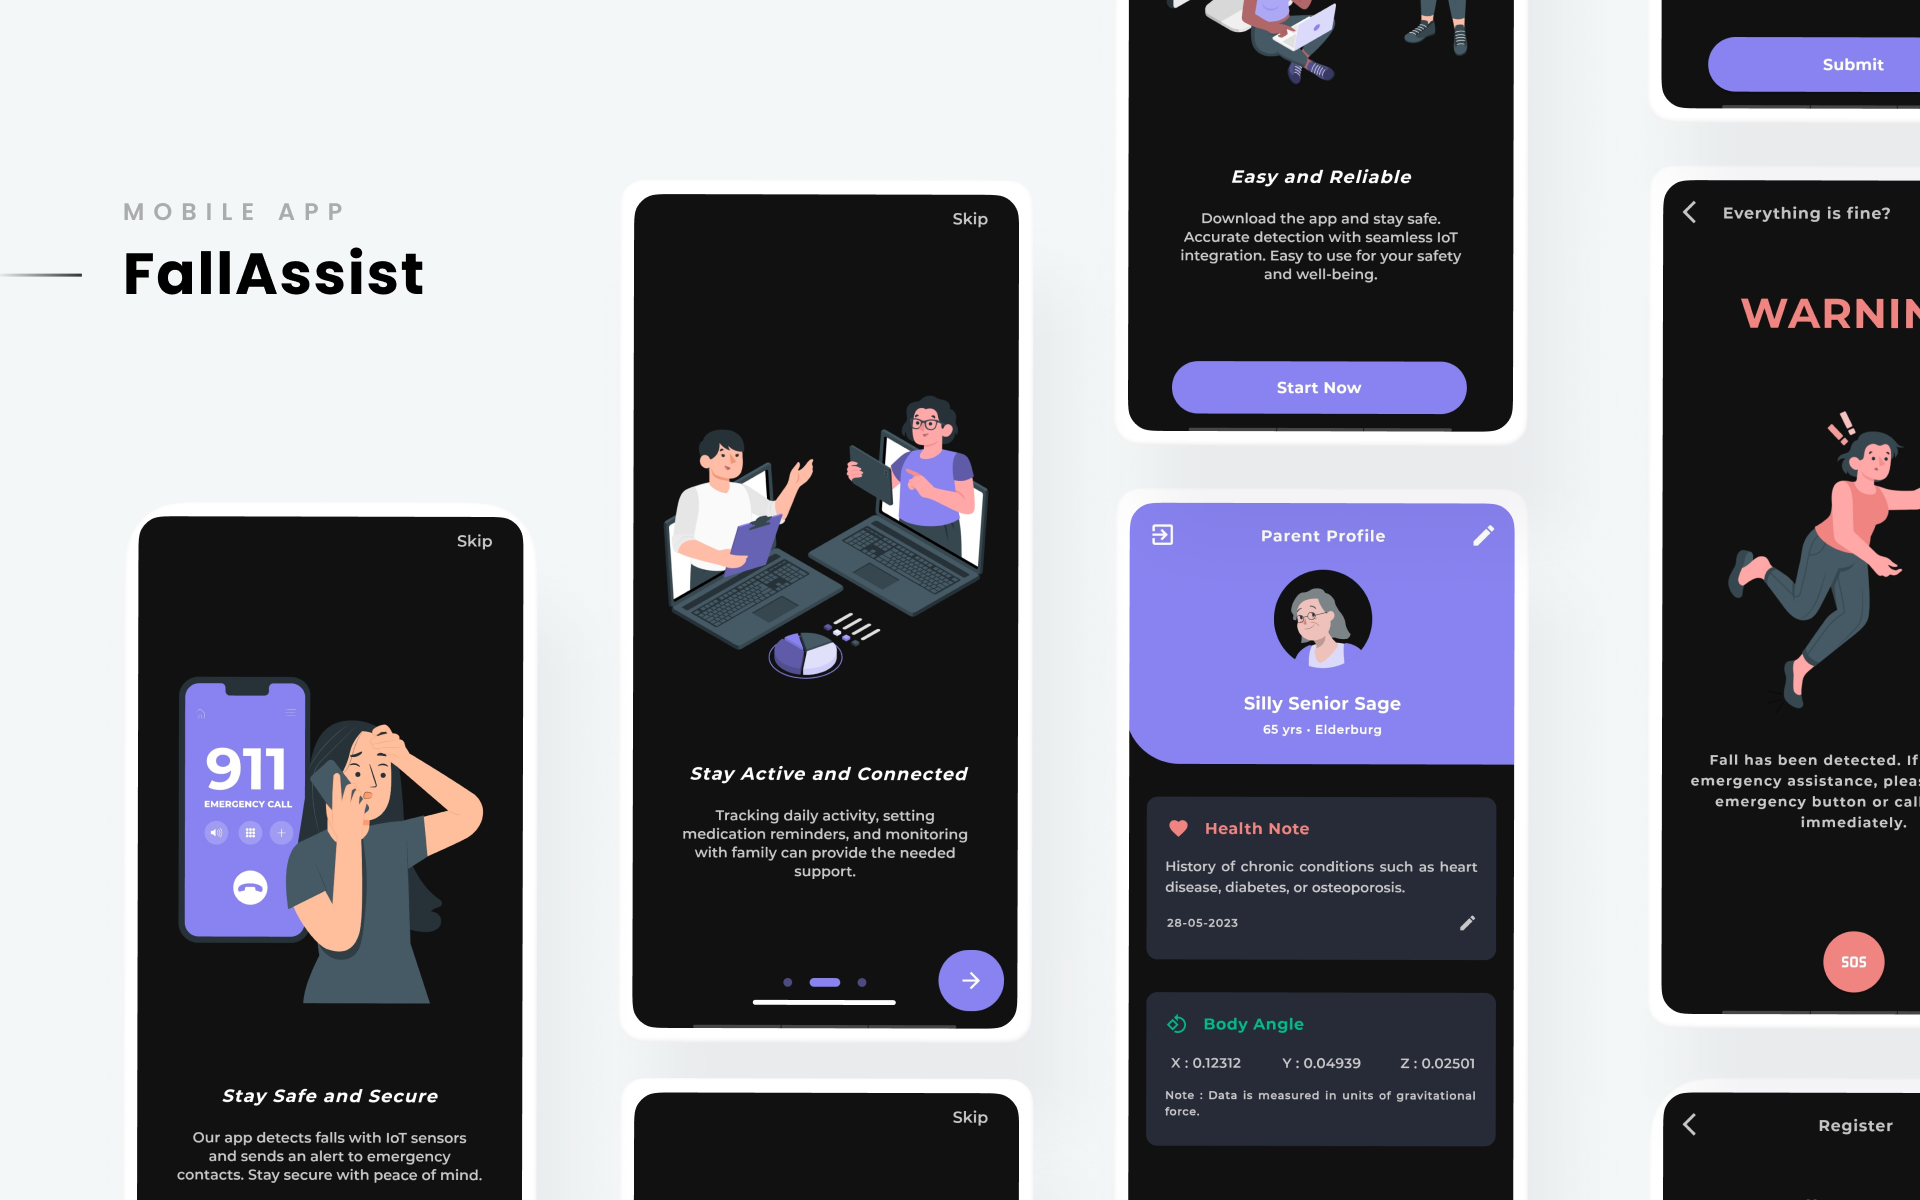 MOBILE APP
FallAssist
Skip
911
EMERGENCY CALL
Stay Safe and Secure
Our app detects falls with IoT sensors
and sends an alert to emergency
contacts. Stay secure with peace of mind.
Skip
Stay Active and Connected
Tracking daily activity, setting
medication reminders, and monitoring
with family can provide the needed
support.
Skip
Easy and Reliable
Download the app and stay safe.
Accurate detection with seamless IoT
integration. Easy to use for your safety
and well-being.
Start Now
Parent Profile
Silly Senior Sage
65 yrs • Elderburg
Health Note
History of chronic conditions such as heart
disease, diabetes, or osteoporosis.
28-05-2023
Body Angle
X : 0.12312 Y : 0.04939 Z : 0.02501
Note : Data is measured in units of gravitational
force.
Submit
Everything is fine?
WARNIN
Fall has been detected. If
emergency assistance, pleas
emergency button or call
immediately.
SOS
Register